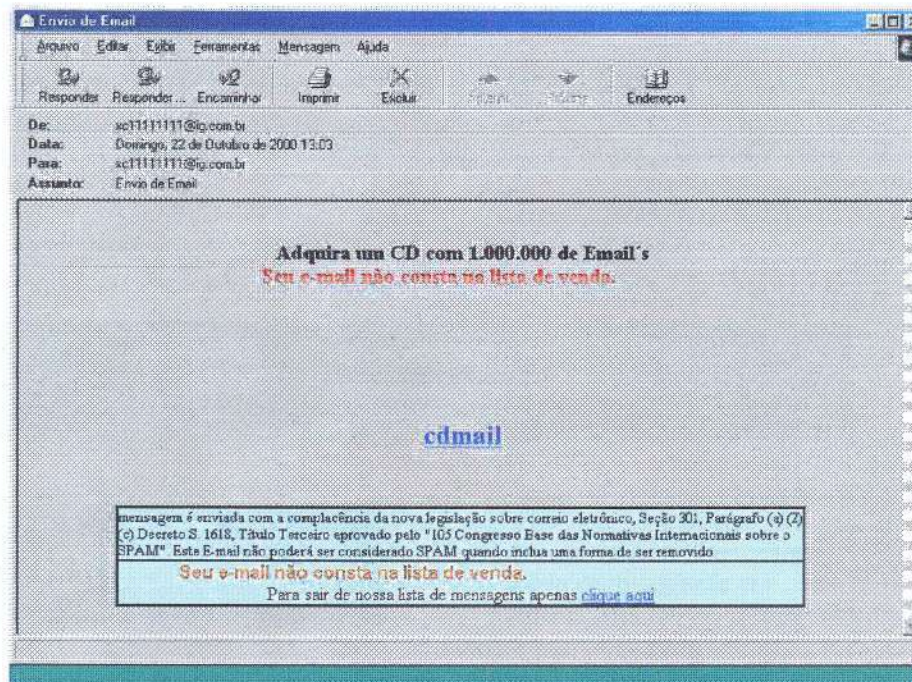 Envio de Email
Arquivo Editar Exibir Ferramentas Mensagem Ajuda
Responder Responder... Encaminhar Imprimir Excluir Endereços
De: xc11111111@ig.com.br
Data: Domingo, 22 de Outubro de 2000 13:03
Para: xc11111111@ig.com.br
Assunto: Envio de Email
Adquira um CD com 1.000.000 de Email´s
Seu e-mail não consta na lista de venda.
cdmail
mensagem é enviada com a complacência da nova legislação sobre correio eletrônico, Seção 301, Parágrafo (a) (2)
(c) Decreto S. 1618, Título Terceiro aprovado pelo "105 Congresso Base das Normativas Internacionais sobre o
SPAM". Este E-mail não poderá ser considerado SPAM quando inclua uma forma de ser removido
Seu e-mail não consta na lista de venda.
Para sair de nossa lista de mensagens apenas clique aqui